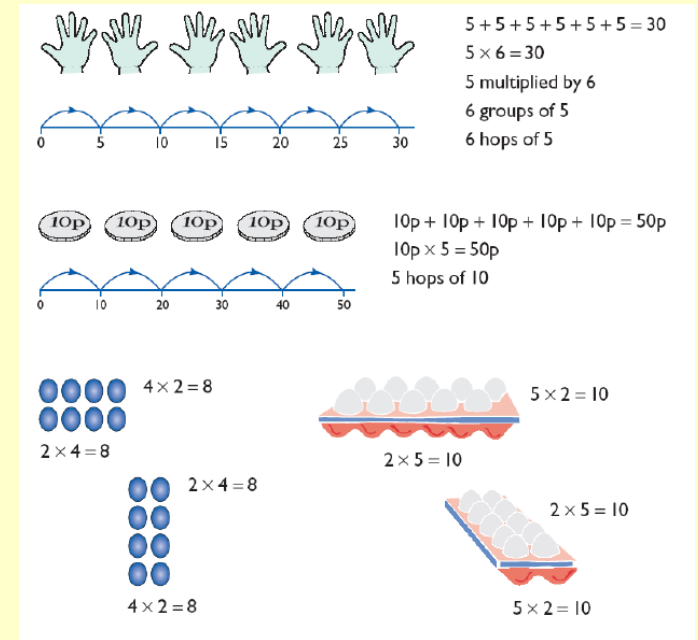 5 + 5 + 5 + 5 + 5 + 5 = 30
5 × 6 = 30
5 multiplied by 6
6 groups of 5
6 hops of 5
0 5 10 15 20 25 30
10p 10p 10p 10p 10p
10p + 10p + 10p + 10p + 10p = 50p
10p × 5 = 50p
5 hops of 10
0 10 20 30 40 50
4 × 2 = 8
2 × 4 = 8
5 × 2 = 10
2 × 5 = 10
2 × 4 = 8
4 × 2 = 8
2 × 5 = 10
5 × 2 = 10